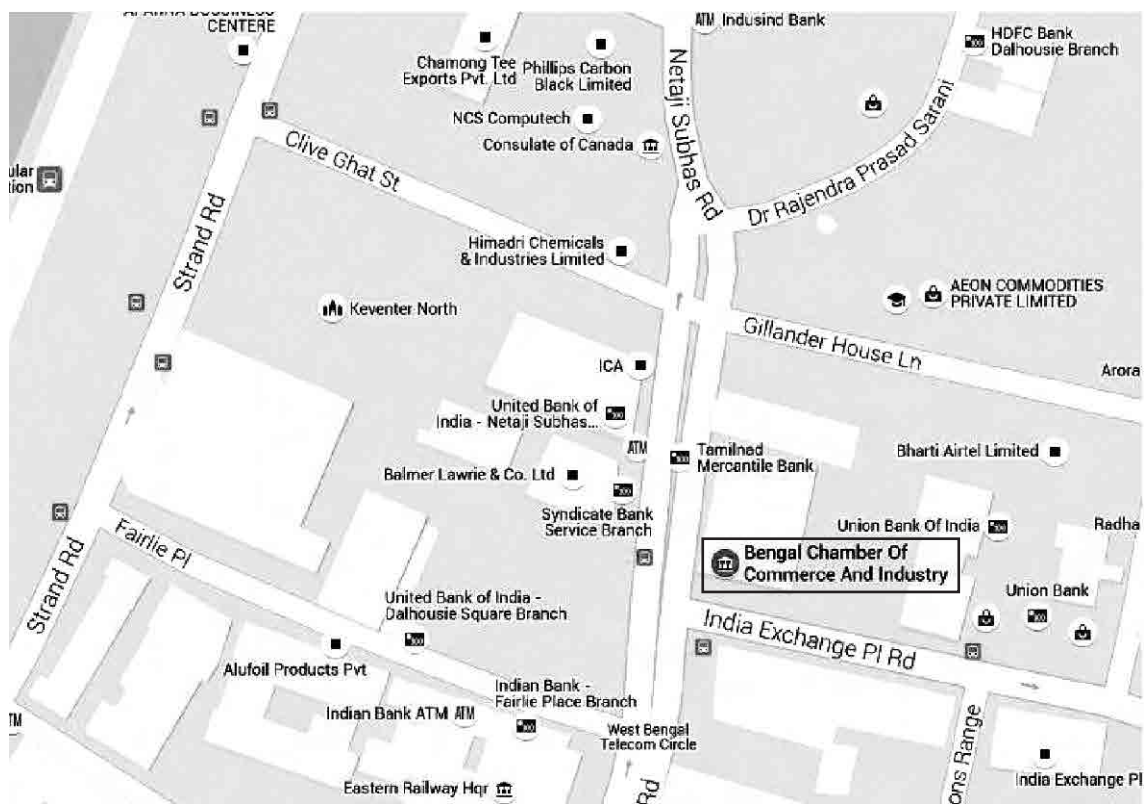 CENTERE
Chamong Tee
Exports Pvt. Ltd
Phillips Carbon
Black Limited
ATM Indusind Bank
HDFC Bank
Dalhousie Branch
NCS Computech
Consulate of Canada
Netaji Subhas Rd
Dr Rajendra Prasad Sarani
Clive Ghat St
Strand Rd
Himadri Chemicals
& Industries Limited
Keventer North
AEON COMMODITIES
PRIVATE LIMITED
Gillander House Ln
Arora
ICA
United Bank of
India - Netaji Subhas...
ATM
Tamilnad
Mercantile Bank
Bharti Airtel Limited
Balmer Lawrie & Co. Ltd
Syndicate Bank
Service Branch
Union Bank Of India
Radha
Fairlie Pl
Strand Rd
Bengal Chamber Of
Commerce And Industry
United Bank of India -
Dalhousie Square Branch
Union Bank
India Exchange Pl Rd
Alufoil Products Pvt
Indian Bank -
Fairlie Place Branch
Indian Bank ATM ATM
West Bengal
Telecom Circle
Eastern Railway Hqr
Rd
ons Range
India Exchange Pl